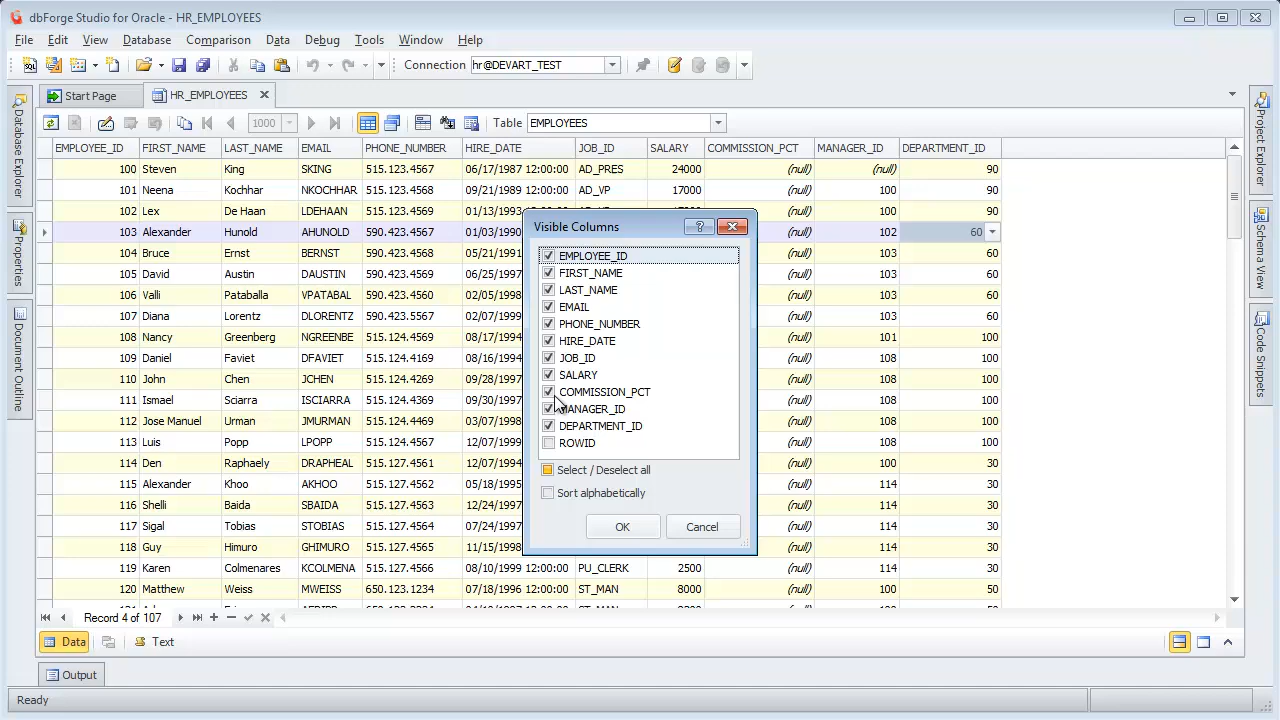 dbForge Studio for Oracle - HR_EMPLOYEES
File Edit View Database Comparison Data Debug Tools Window Help
Connection hr@DEVART_TEST
Start Page HR_EMPLOYEES
1000 Table EMPLOYEES
EMPLOYEE_ID FIRST_NAME LAST_NAME EMAIL PHONE_NUMBER HIRE_DATE JOB_ID SALARY COMMISSION_PCT MANAGER_ID DEPARTMENT_ID
100 Steven King SKING 515.123.4567 06/17/1987 12:00:00 AD_PRES 24000 (null) (null) 90
101 Neena Kochhar NKOCHHAR 515.123.4568 09/21/1989 12:00:00 AD_VP 17000 (null) 100 90
102 Lex De Haan LDEHAAN 515.123.4569 01/13/1993 (null) 100 90
103 Alexander Hunold AHUNOLD 590.423.4567 01/03/1990 (null) 102 60
104 Bruce Ernst BERNST 590.423.4568 05/21/1991 (null) 103 60
105 David Austin DAUSTIN 590.423.4569 06/25/1997 (null) 103 60
106 Valli Pataballa VPATABAL 590.423.4560 02/05/1998 (null) 103 60
107 Diana Lorentz DLORENTZ 590.423.5567 02/07/1999 (null) 103 60
108 Nancy Greenberg NGREENBE 515.124.4569 08/17/1994 (null) 101 100
109 Daniel Faviet DFAVIET 515.124.4169 08/16/1994 (null) 108 100
110 John Chen JCHEN 515.124.4269 09/28/1997 (null) 108 100
111 Ismael Sciarra ISCIARRA 515.124.4369 09/30/1997 (null) 108 100
112 Jose Manuel Urman JMURMAN 515.124.4469 03/07/1998 (null) 108 100
113 Luis Popp LPOPP 515.124.4567 12/07/1999 (null) 108 100
114 Den Raphaely DRAPHEAL 515.127.4561 12/07/1994 (null) 100 30
115 Alexander Khoo AKHOO 515.127.4562 05/18/1995 (null) 114 30
116 Shelli Baida SBAIDA 515.127.4563 12/24/1997 (null) 114 30
117 Sigal Tobias STOBIAS 515.127.4564 07/24/1997 (null) 114 30
118 Guy Himuro GHIMURO 515.127.4565 11/15/1998 (null) 114 30
119 Karen Colmenares KCOLMENA 515.127.4566 08/10/1999 12:00:00 PU_CLERK 2500 (null) 114 30
120 Matthew Weiss MWEISS 650.123.1234 07/18/1996 12:00:00 ST_MAN 8000 (null) 100 50
Visible Columns
EMPLOYEE_ID
FIRST_NAME
LAST_NAME
EMAIL
PHONE_NUMBER
HIRE_DATE
JOB_ID
SALARY
COMMISSION_PCT
MANAGER_ID
DEPARTMENT_ID
ROWID
Select / Deselect all
Sort alphabetically
OK Cancel
Record 4 of 107
Data Text
Output
Ready
Database Explorer
Properties
Document Outline
Project Explorer
Schema View
Code Snippets